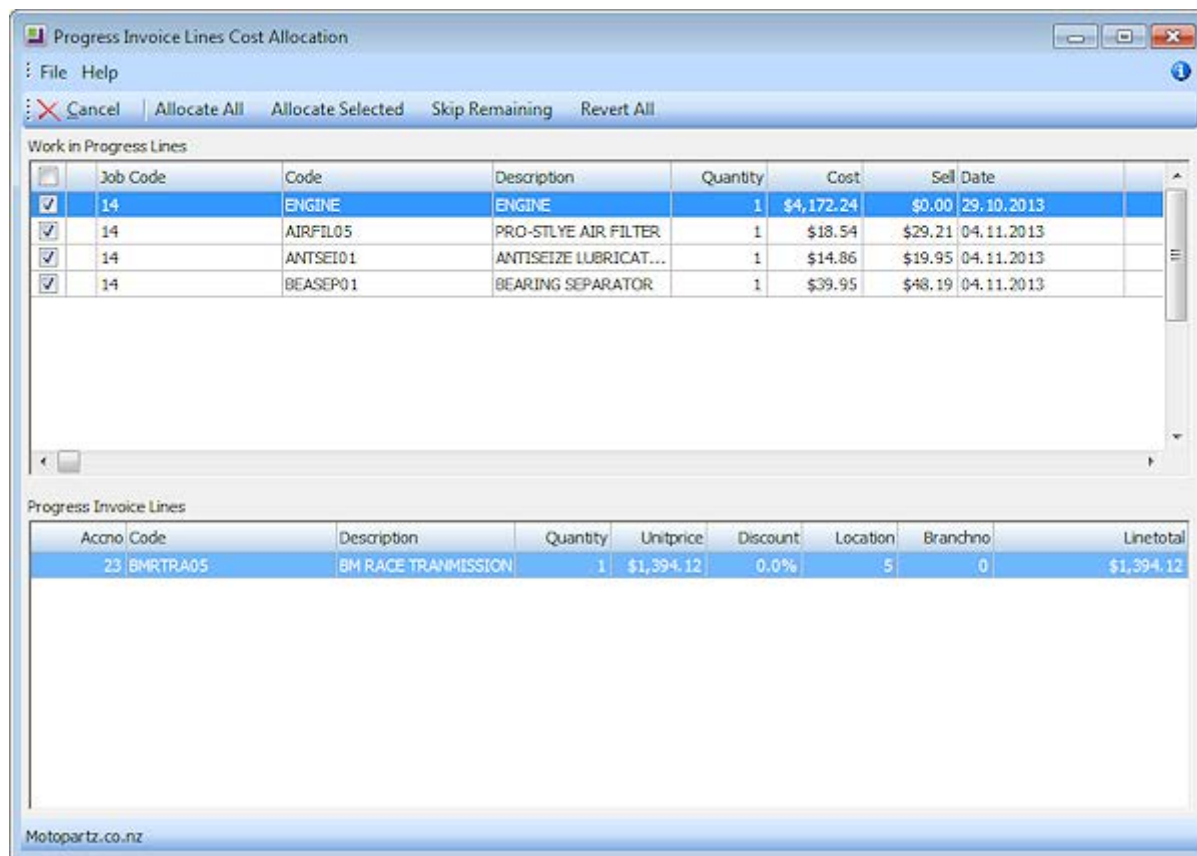 Progress Invoice Lines Cost Allocation
File Help
Cancel Allocate All Allocate Selected Skip Remaining Revert All
Work in Progress Lines
Job Code Code Description Quantity Cost Sell Date
14 ENGINE ENGINE 1 $4,172.24 $0.00 29.10.2013
14 AIRFIL05 PRO-STLYE AIR FILTER 1 $18.54 $29.21 04.11.2013
14 ANTSEI01 ANTISEIZE LUBRICAT... 1 $14.86 $19.95 04.11.2013
14 BEASEP01 BEARING SEPARATOR 1 $39.95 $48.19 04.11.2013
Progress Invoice Lines
Accno Code Description Quantity Unitprice Discount Location Branchno Linetotal
23 BMRTRA05 BM RACE TRANMISSION 1 $1,394.12 0.0% 5 0 $1,394.12
Motopartz.co.nz